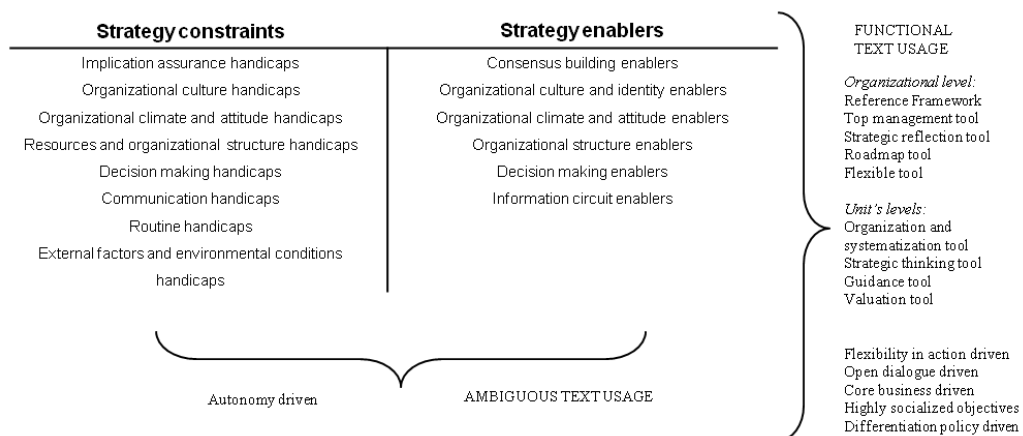 Strategy constraints
Implication assurance handicaps
Organizational culture handicaps
Organizational climate and attitude handicaps
Resources and organizational structure handicaps
Decision making handicaps
Communication handicaps
Routine handicaps
External factors and environmental conditions
handicaps
Strategy enablers
Consensus building enablers
Organizational culture and identity enablers
Organizational climate and attitude enablers
Organizational structure enablers
Decision making enablers
Information circuit enablers
Autonomy driven
AMBIGUOUS TEXT USAGE
FUNCTIONAL
TEXT USAGE
Organizational level:
Reference Framework
Top management tool
Strategic reflection tool
Roadmap tool
Flexible tool
Unit's levels:
Organization and
systematization tool
Strategic thinking tool
Guidance tool
Valuation tool
Flexibility in action driven
Open dialogue driven
Core business driven
Highly socialized objectives
Differentiation policy driven